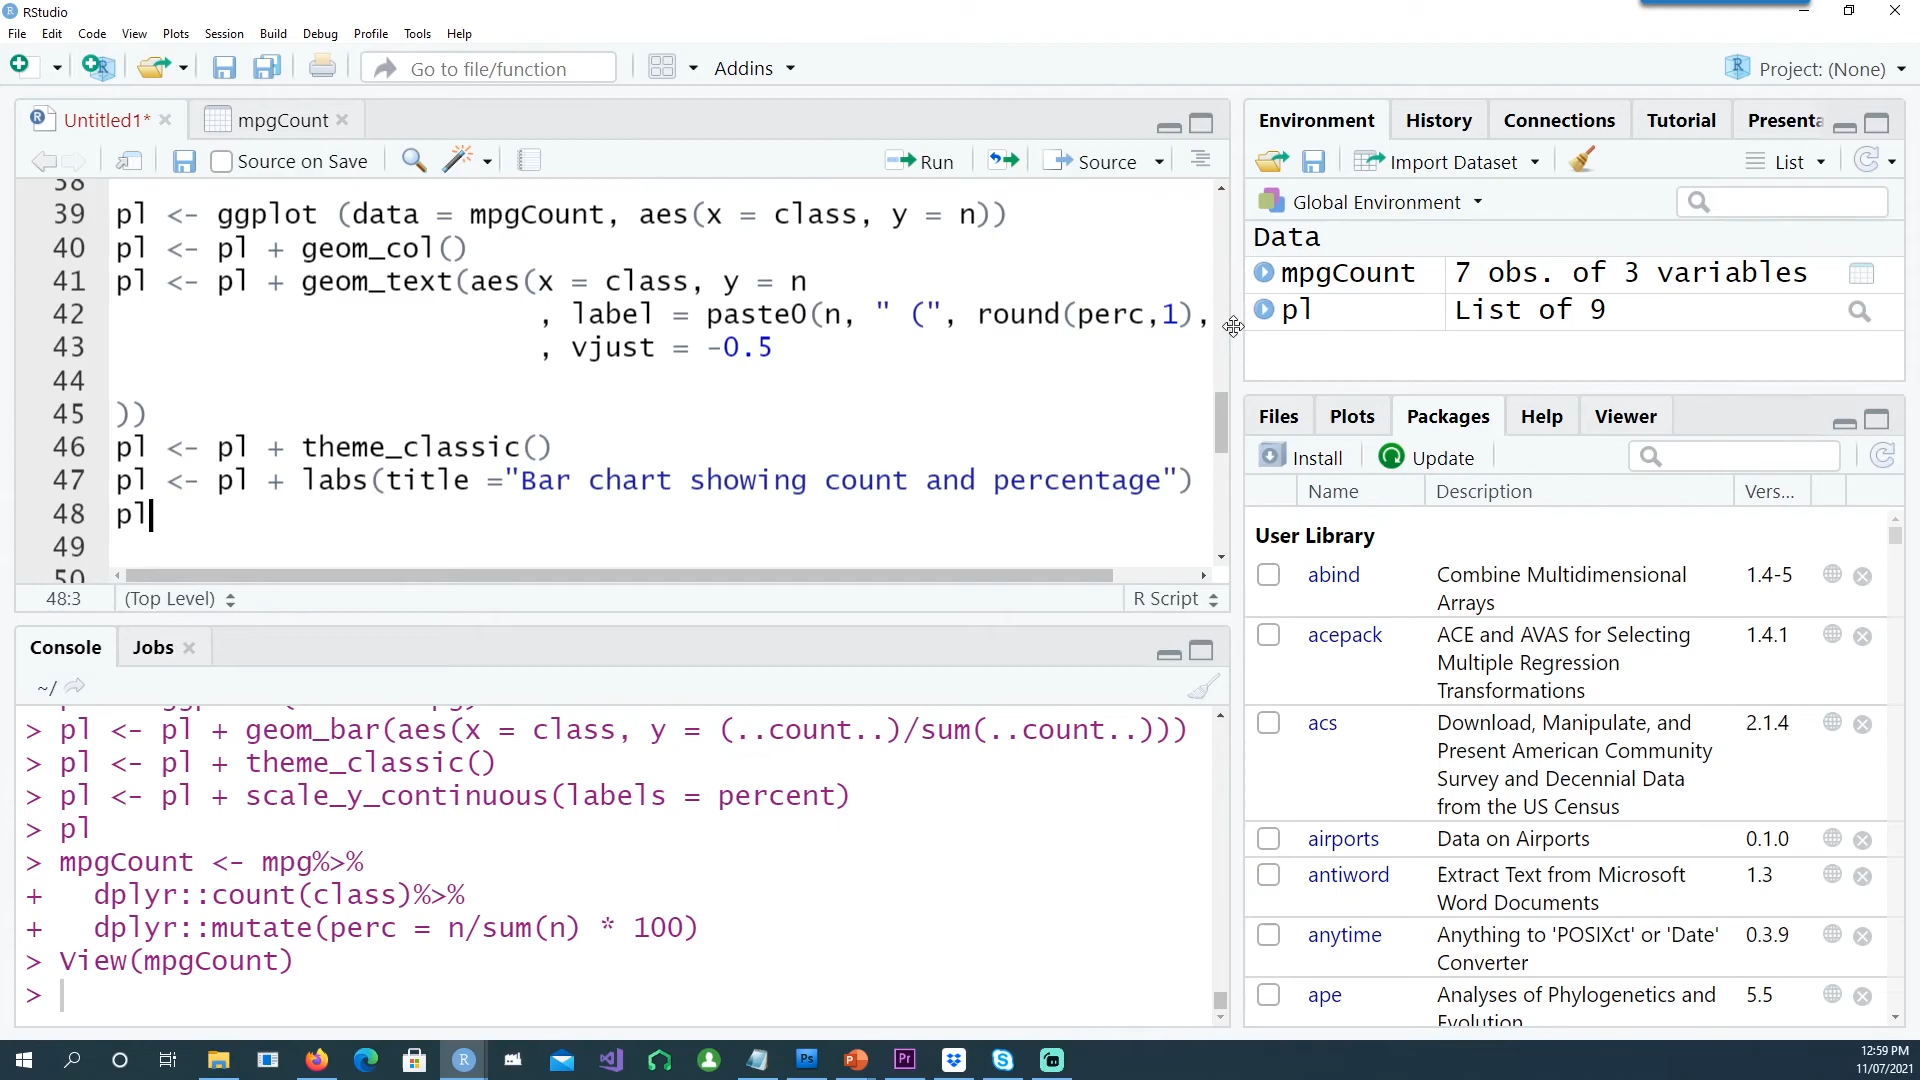 RStudio
File Edit Code View Plots Session Build Debug Profile Tools Help
Go to file/function Addins Project: (None)
Untitled1* mpgCount
Source on Save Run Source
38
39 pl <- ggplot (data = mpgCount, aes(x = class, y = n))
40 pl <- pl + geom_col()
41 pl <- pl + geom_text(aes(x = class, y = n
42 , label = paste0(n, " (", round(perc,1),
43 , vjust = -0.5
44
45 ))
46 pl <- pl + theme_classic()
47 pl <- pl + labs(title ="Bar chart showing count and percentage")
48 pl
49
50
48:3 (Top Level) R Script
Console Jobs
~/
> pl <- pl + geom_bar(aes(x = class, y = (..count..)/sum(..count..)))
> pl <- pl + theme_classic()
> pl <- pl + scale_y_continuous(labels = percent)
> pl
> mpgCount <- mpg%>%
+ dplyr::count(class)%>%
+ dplyr::mutate(perc = n/sum(n) * 100)
> View(mpgCount)
>
Environment History Connections Tutorial Presenta
Import Dataset List
Global Environment
Data
mpgCount 7 obs. of 3 variables
pl List of 9
Files Plots Packages Help Viewer
Install Update
Name Description Vers...
User Library
abind Combine Multidimensional 1.4-5
Arrays
acepack ACE and AVAS for Selecting 1.4.1
Multiple Regression
Transformations
acs Download, Manipulate, and 2.1.4
Present American Community
Survey and Decennial Data
from the US Census
airports Data on Airports 0.1.0
antiword Extract Text from Microsoft 1.3
Word Documents
anytime Anything to 'POSIXct' or 'Date' 0.3.9
Converter
ape Analyses of Phylogenetics and 5.5
Evolution
12:59 PM
11/07/2021